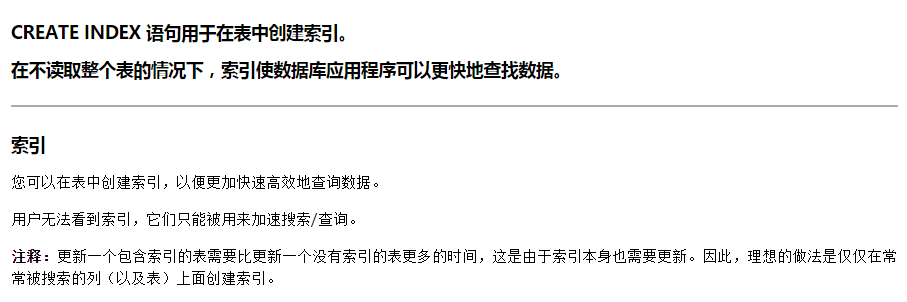 CREATE INDEX 语句用于在表中创建索引。
在不读取整个表的情况下，索引使数据库应用程序可以更快地查找数据。
索引
您可以在表中创建索引，以便更加快速高效地查询数据。
用户无法看到索引，它们只能被用来加速搜索/查询。
注释：更新一个包含索引的表需要比更新一个没有索引的表更多的时间，这是由于索引本身也需要更新。因此，理想的做法是仅仅在常
常被搜索的列（以及表）上面创建索引。